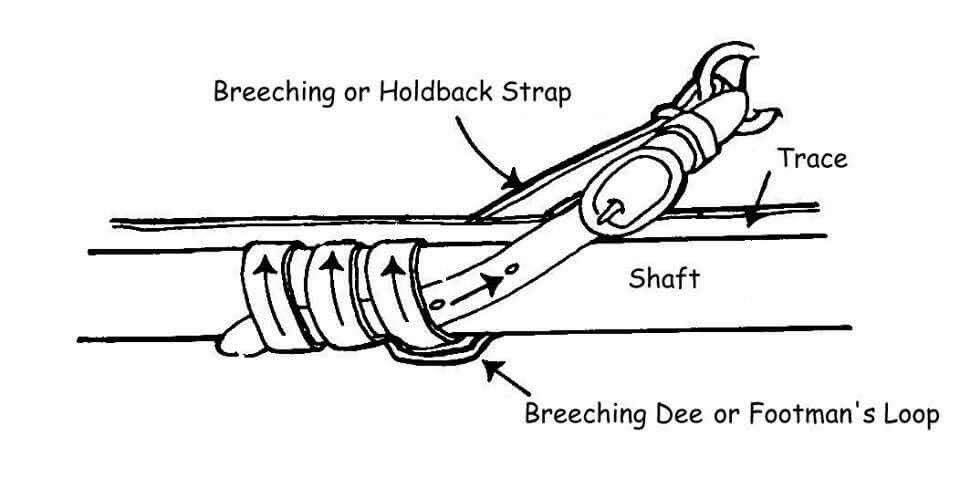 Breeching or Holdback Strap
Trace
Shaft
Breeching Dee or Footman's Loop